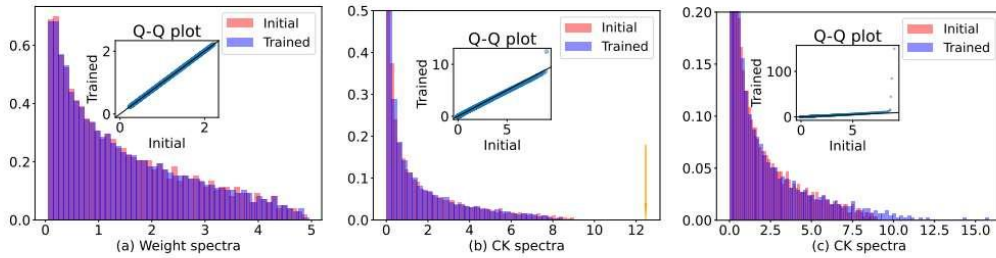 0.6
0.4
0.2
0.0
0 1 2 3 4 5
(a) Weight spectra
Initial
Trained
Q-Q plot
Trained
2
0
0 2
Initial
0.5
0.4
0.3
0.2
0.1
0.0
0 2 4 6 8 10 12
(b) CK spectra
Initial
Trained
Q-Q plot
Trained
10
0
0 5
Initial
0.20
0.15
0.10
0.05
0.00
0.0 2.5 5.0 7.5 10.0 12.5 15.0
(c) CK spectra
Initial
Trained
Q-Q plot
Trained
100
0
0 5
Initial